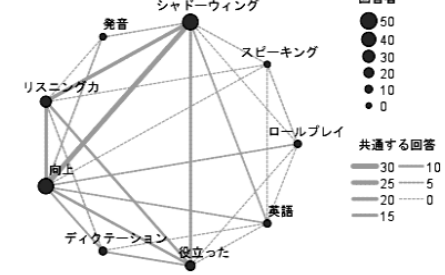 シャドーウィング
発音
スピーキング
リスニング力
ロールプレイ
向上
英語
ディクテーション
役立った
50
40
30
20
10
0
共通する回答
30 10
25 5
20 0
15